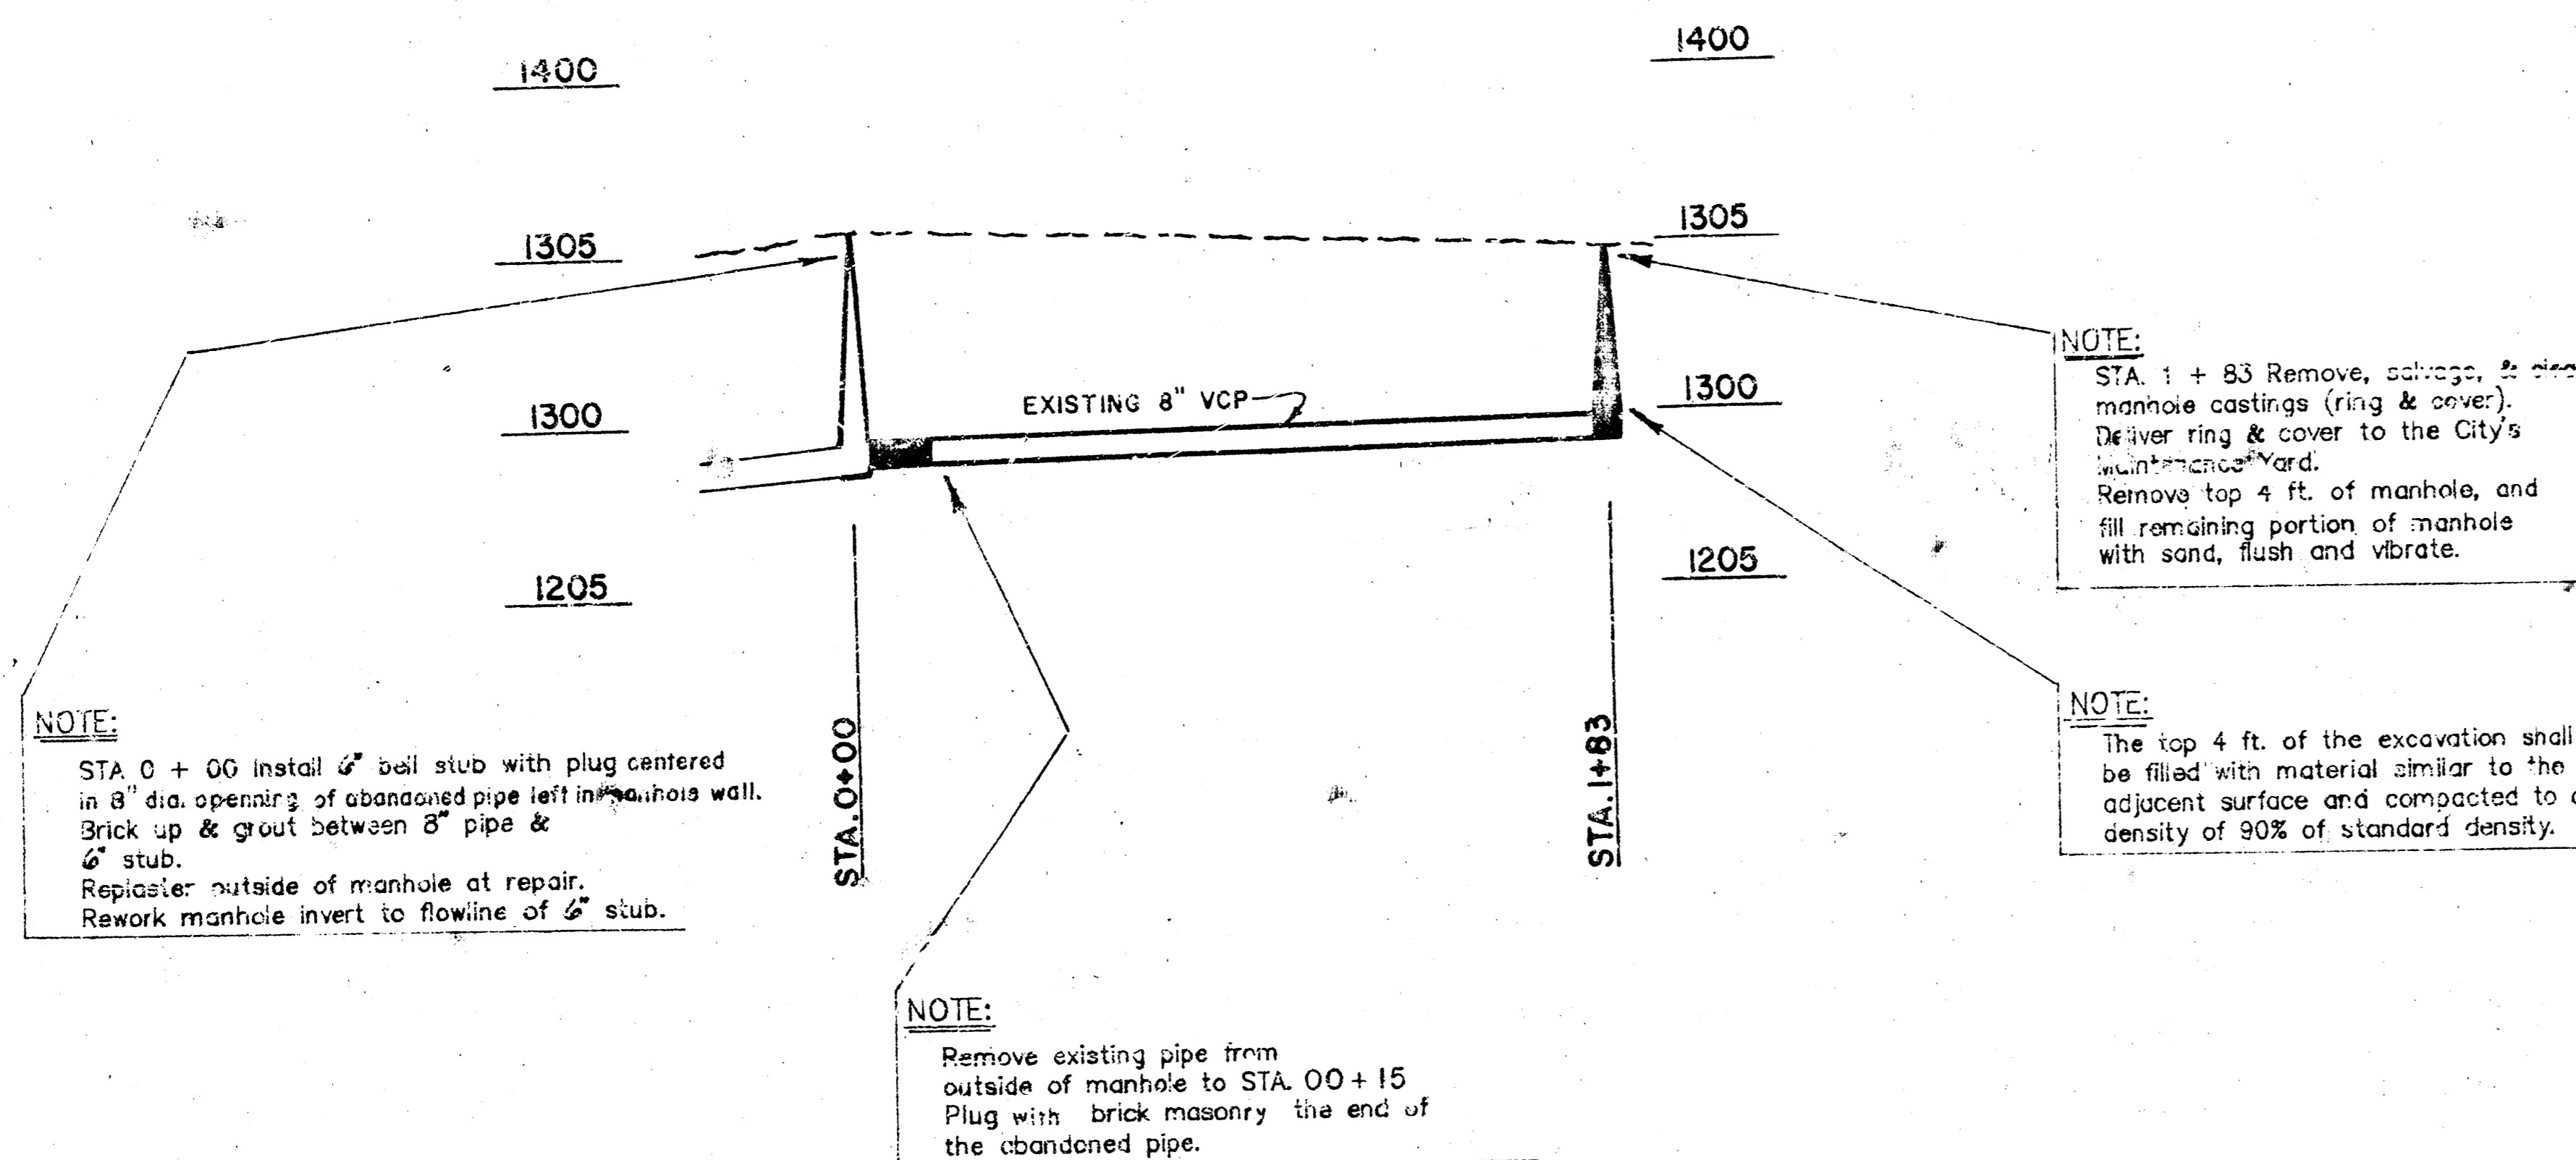 1400
1400
1305
1305
1300
1300
1205
1205
EXISTING 8" VCP
STA. 0+00
STA. 1+83
NOTE:
STA 0 + 00 Install 6" bell stub with plug centered
in 8" dia. openning of abandoned pipe left in manhole wall.
Brick up & grout between 8" pipe &
6" stub.
Replaster outside of manhole at repair.
Rework manhole invert to flowline of 6" stub.
NOTE:
Remove existing pipe from
outside of manhole to STA. 00 + 15
Plug with brick masonry the end of
the abandoned pipe.
NOTE:
STA. 1 + 83 Remove, salvage, &
manhole castings (ring & cover).
Deliver ring & cover to the City's
Maintenance Yard.
Remove top 4 ft. of manhole, and
fill remaining portion of manhole
with sand, flush and vibrate.
NOTE:
The top 4 ft. of the excavation shall
be filled with material similar to the
adjacent surface and compacted to
density of 90% of standard density.